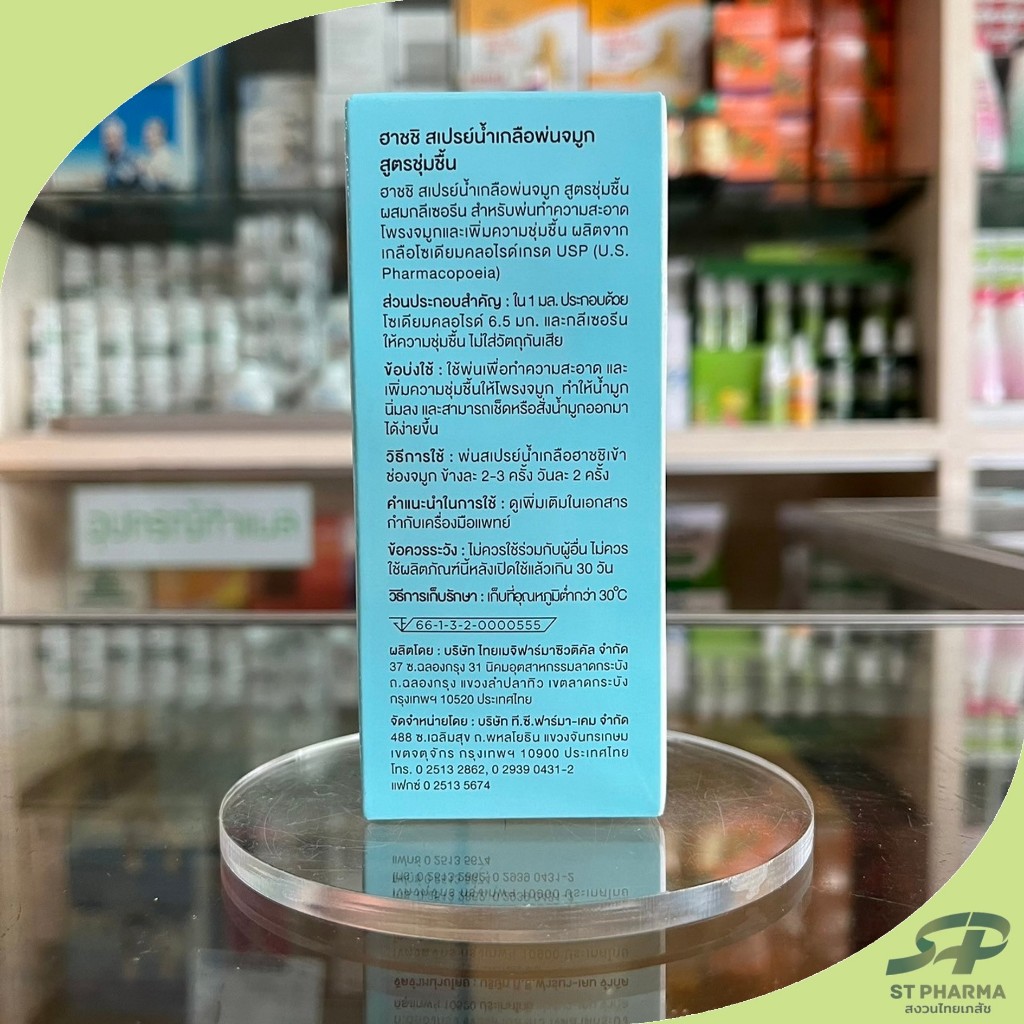 ฮาชชิ สเปรย์น้ำเกลือพ่นจมูก
สูตรชุ่มชื้น
ฮาชชิ สเปรย์น้ำเกลือพ่นจมูก สูตรชุ่มชื้น
ผสมกลีเซอรีน สำหรับพ่นทำความสะอาด
โพรงจมูกและเพิ่มความชุ่มชื้น ผลิตจาก
เกลือโซเดียมคลอไรด์เกรด USP (U.S.
Pharmacopoeia)
ส่วนประกอบสำคัญ : ใน 1 มล. ประกอบด้วย
โซเดียมคลอไรด์ 6.5 มก. และกลีเซอรีน
ให้ความชุ่มชื้น ไม่ใส่วัตถุกันเสีย
ข้อบ่งใช้ : ใช้พ่นเพื่อทำความสะอาด และ
เพิ่มความชุ่มชื้นให้โพรงจมูก ทำให้น้ำมูก
นิ่มลง และสามารถเช็ดหรือสั่งน้ำมูกออกมา
ได้ง่ายขึ้น
วิธีการใช้ : พ่นสเปรย์น้ำเกลือฮาชชิเข้า
ช่องจมูก ข้างละ 2-3 ครั้ง วันละ 2 ครั้ง
คำแนะนำในการใช้ : ดูเพิ่มเติมในเอกสาร
กำกับเครื่องมือแพทย์
ข้อควรระวัง : ไม่ควรใช้ร่วมกับผู้อื่น ไม่ควร
ใช้ผลิตภัณฑ์นี้หลังเปิดใช้แล้วเกิน 30 วัน
วิธีการเก็บรักษา : เก็บที่อุณหภูมิต่ำกว่า 30°C
66-1-3-2-0000555
ผลิตโดย : บริษัท ไทยเมจิฟาร์มาซิวติคัล จำกัด
37 ซ.ฉลองกรุง 31 นิคมอุตสาหกรรมลาดกระบัง
ถ.ฉลองกรุง แขวงลำปลาทิว เขตลาดกระบัง
กรุงเทพฯ 10520 ประเทศไทย
จัดจำหน่ายโดย : บริษัท ที.ซี.ฟาร์มา-เคม จำกัด
488 ซ.เฉลิมสุข ถ.พหลโยธิน แขวงจันทรเกษม
เขตจตุจักร กรุงเทพฯ 10900 ประเทศไทย
โทร. 0 2513 2862, 0 2939 0431-2
แฟกซ์ 0 2513 5674
อุปกรณ์ทำแผล
ST PHARMA
สงวนไทยเภสัช